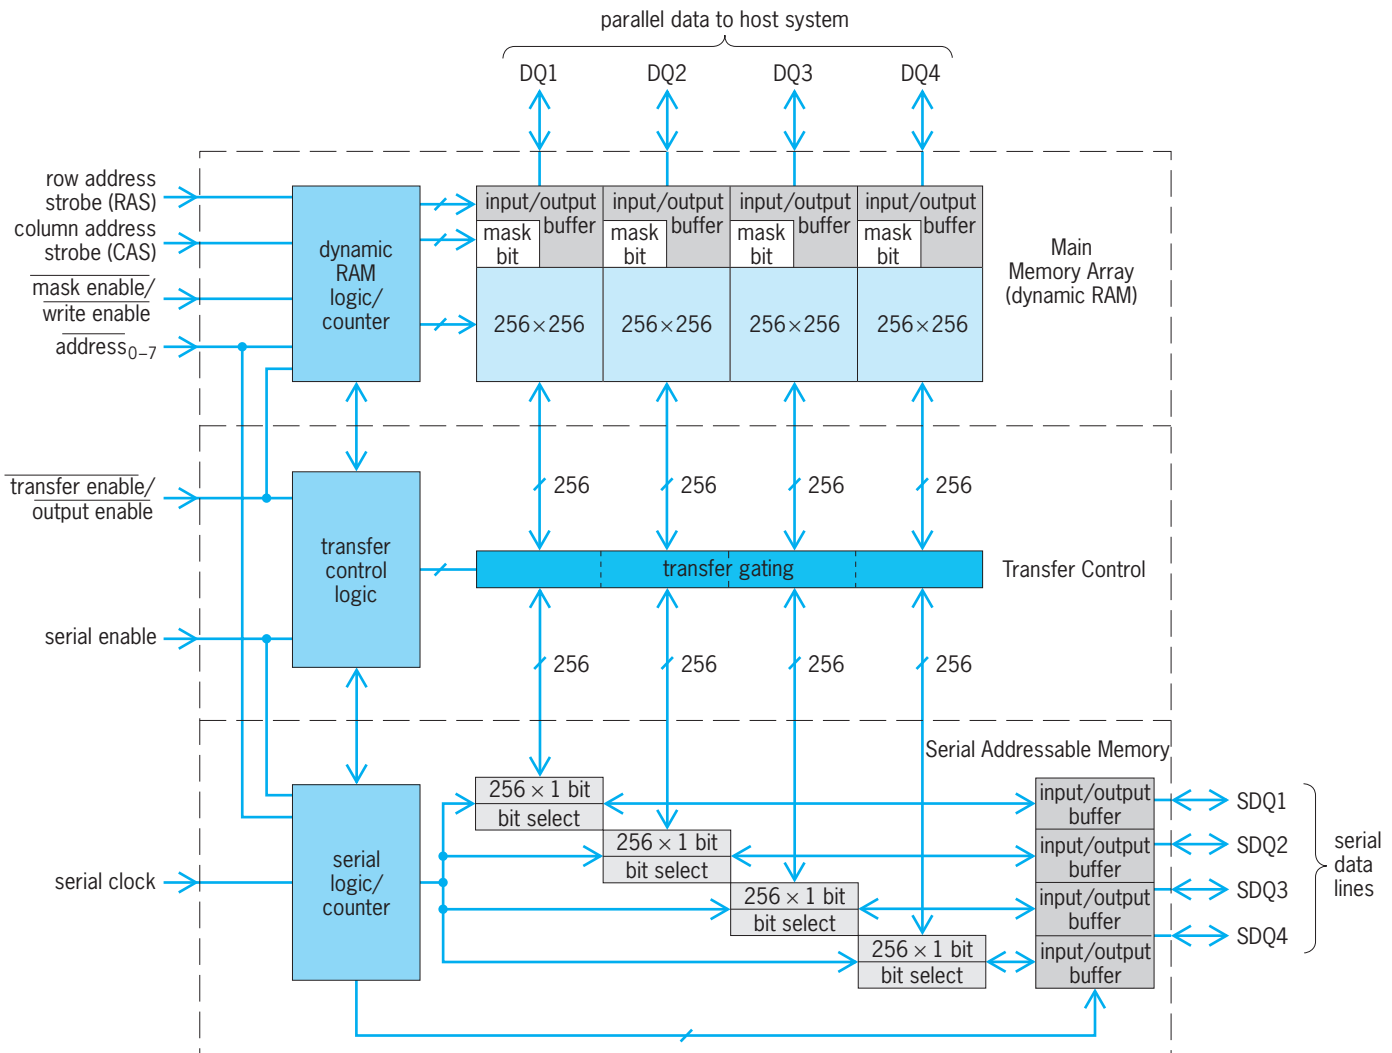 parallel data to host system
DQ1 DQ2 DQ3 DQ4
row address
strobe (RAS)
column address
strobe (CAS)
mask enable/
write enable
address0–7
dynamic
RAM
logic/
counter
input/output
buffer
mask
bit
input/output
buffer
mask
bit
input/output
buffer
mask
bit
input/output
buffer
mask
bit
256×256 256×256 256×256 256×256
Main
Memory Array
(dynamic RAM)
transfer enable/
output enable
256 256 256 256
transfer
control
logic
transfer gating
Transfer Control
serial enable
256 256 256 256
Serial Addressable Memory
serial clock
serial
logic/
counter
256 × 1 bit
bit select
256 × 1 bit
bit select
256 × 1 bit
bit select
256 × 1 bit
bit select
input/output
buffer
input/output
buffer
input/output
buffer
input/output
buffer
SDQ1
SDQ2
SDQ3
SDQ4
serial
data
lines